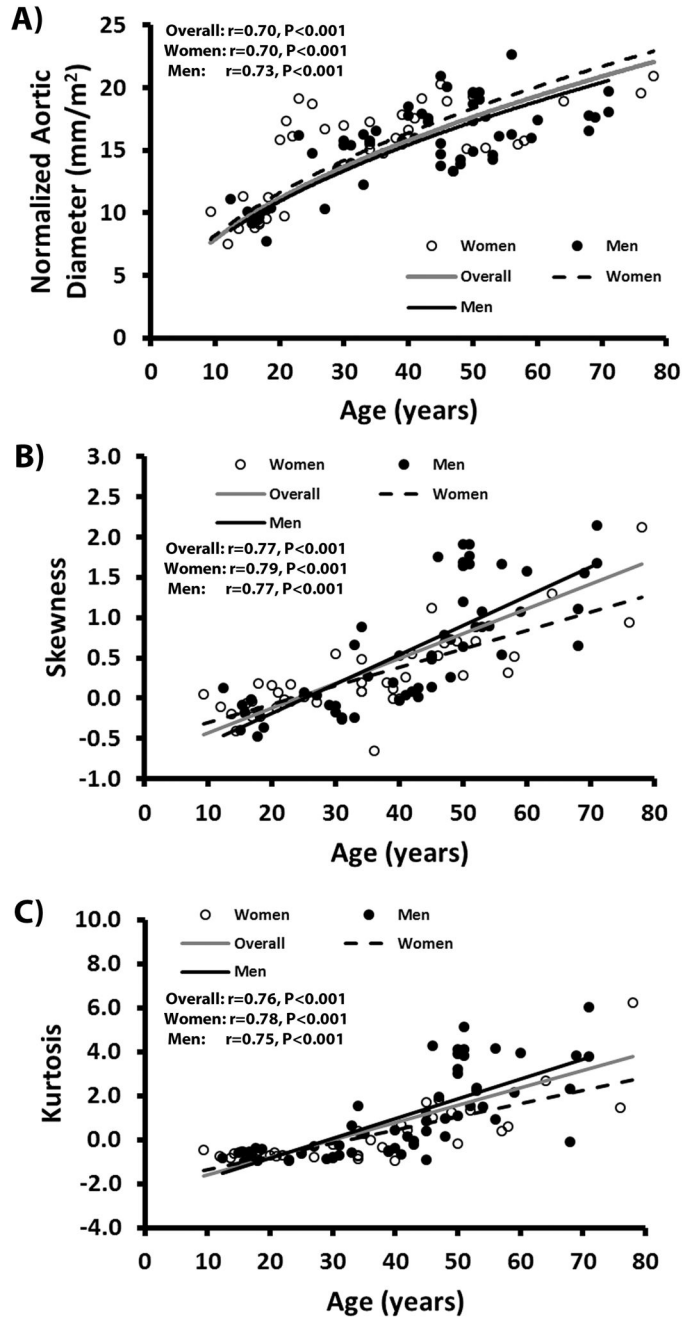 A)
Overall: r=0.70, P<0.001
Women: r=0.70, P<0.001
Men: r=0.73, P<0.001
Normalized Aortic
Diameter (mm/m²)
25
20
15
10
5
0
Women
Men
Overall
Women
Men
0 10 20 30 40 50 60 70 80
Age (years)
B)
Women
Men
Overall
Women
Men
Overall: r=0.77, P<0.001
Women: r=0.79, P<0.001
Men: r=0.77, P<0.001
Skewness
3.0
2.5
2.0
1.5
1.0
0.5
0.0
-0.5
-1.0
0 10 20 30 40 50 60 70 80
Age (years)
C)
Women
Men
Overall
Women
Men
Overall: r=0.76, P<0.001
Women: r=0.78, P<0.001
Men: r=0.75, P<0.001
Kurtosis
10.0
8.0
6.0
4.0
2.0
0.0
-2.0
-4.0
0 10 20 30 40 50 60 70 80
Age (years)